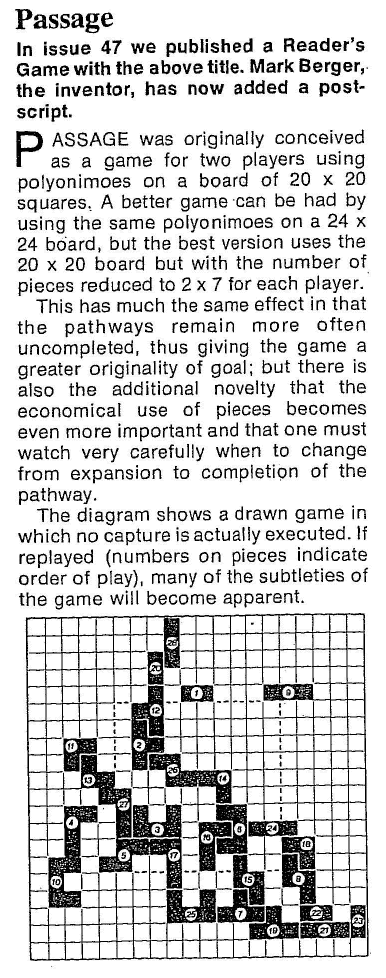 Passage
In issue 47 we published a Reader's
Game with the above title. Mark Berger,
the inventor, has now added a post-
script.
PASSAGE was originally conceived
as a game for two players using
polyonimoes on a board of 20 x 20
squares. A better game can be had by
using the same polyonimoes on a 24 x
24 board, but the best version uses the
20 x 20 board but with the number of
pieces reduced to 2 x 7 for each player.
This has much the same effect in that
the pathways remain more often
uncompleted, thus giving the game a
greater originality of goal; but there is
also the additional novelty that the
economical use of pieces becomes
even more important and that one must
watch very carefully when to change
from expansion to completion of the
pathway.
The diagram shows a drawn game in
which no capture is actually executed. If
replayed (numbers on pieces indicate
order of play), many of the subtleties of
the game will become apparent.
20
1
9
12
11
2
13
14
27
4
3
6
24
16
18
5
17
10
15
8
25
7
22
23
19
21